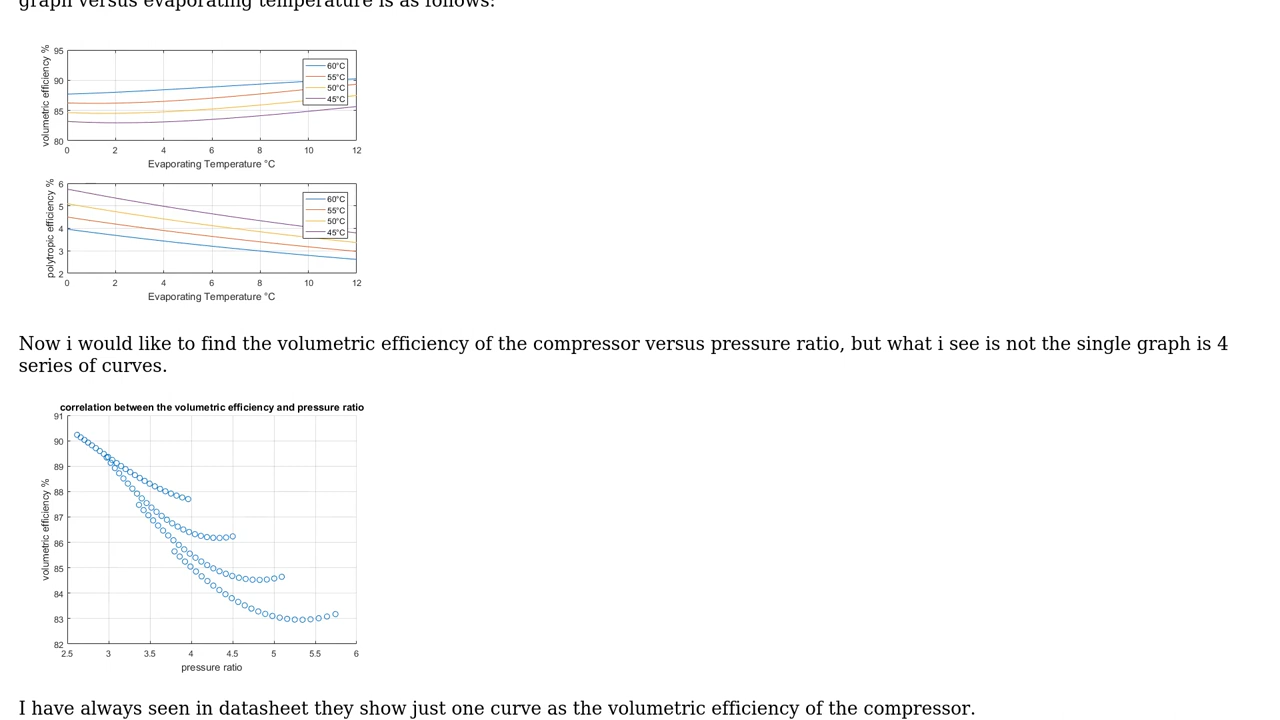 graph versus evaporating temperature is as follows:
95
90
85
80
volumetric efficiency %
60°C
55°C
50°C
45°C
0 2 4 6 8 10 12
Evaporating Temperature °C
6
5
4
3
2
polytropic efficiency %
60°C
55°C
50°C
45°C
0 2 4 6 8 10 12
Evaporating Temperature °C
Now i would like to find the volumetric efficiency of the compressor versus pressure ratio, but what i see is not the single graph is 4
series of curves.
correlation between the volumetric efficiency and pressure ratio
91
90
89
88
87
86
85
84
83
82
volumetric efficiency %
2.5 3 3.5 4 4.5 5 5.5 6
pressure ratio
I have always seen in datasheet they show just one curve as the volumetric efficiency of the compressor.